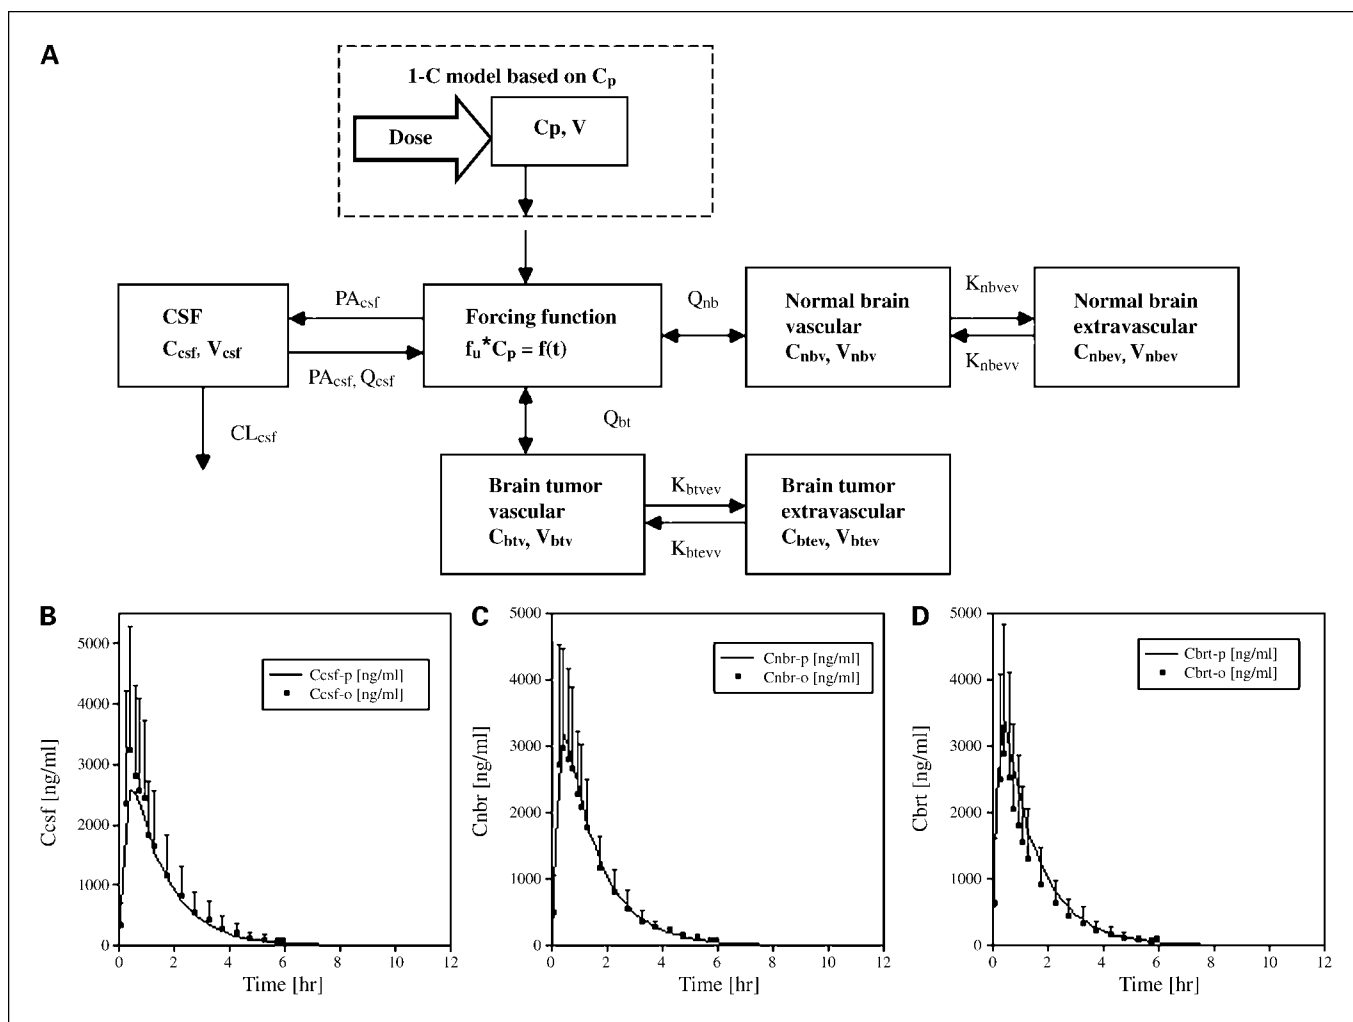 A
1-C model based on Cp
Dose
Cp, V
CSF
Ccsf, Vcsf
PAcsf
PAcsf, Qcsf
CLcsf
Forcing function
fu*Cp = f(t)
Qnb
Normal brain
vascular
Cnbv, Vnbv
Knbvev
Knbevv
Normal brain
extravascular
Cnbev, Vnbev
Qbt
Brain tumor
vascular
Cbtv, Vbtv
Kbtvev
Kbtevv
Brain tumor
extravascular
Cbtev, Vbtev
B
Ccsf [ng/ml]
5000
4000
3000
2000
1000
0
Ccsf-p [ng/ml]
Ccsf-o [ng/ml]
0 2 4 6 8 10 12
Time [hr]
C
Cnbr [ng/ml]
5000
4000
3000
2000
1000
0
Cnbr-p [ng/ml]
Cnbr-o [ng/ml]
0 2 4 6 8 10 12
Time [hr]
D
Cbrt [ng/ml]
5000
4000
3000
2000
1000
0
Cbrt-p [ng/ml]
Cbrt-o [ng/ml]
0 2 4 6 8 10 12
Time [hr]